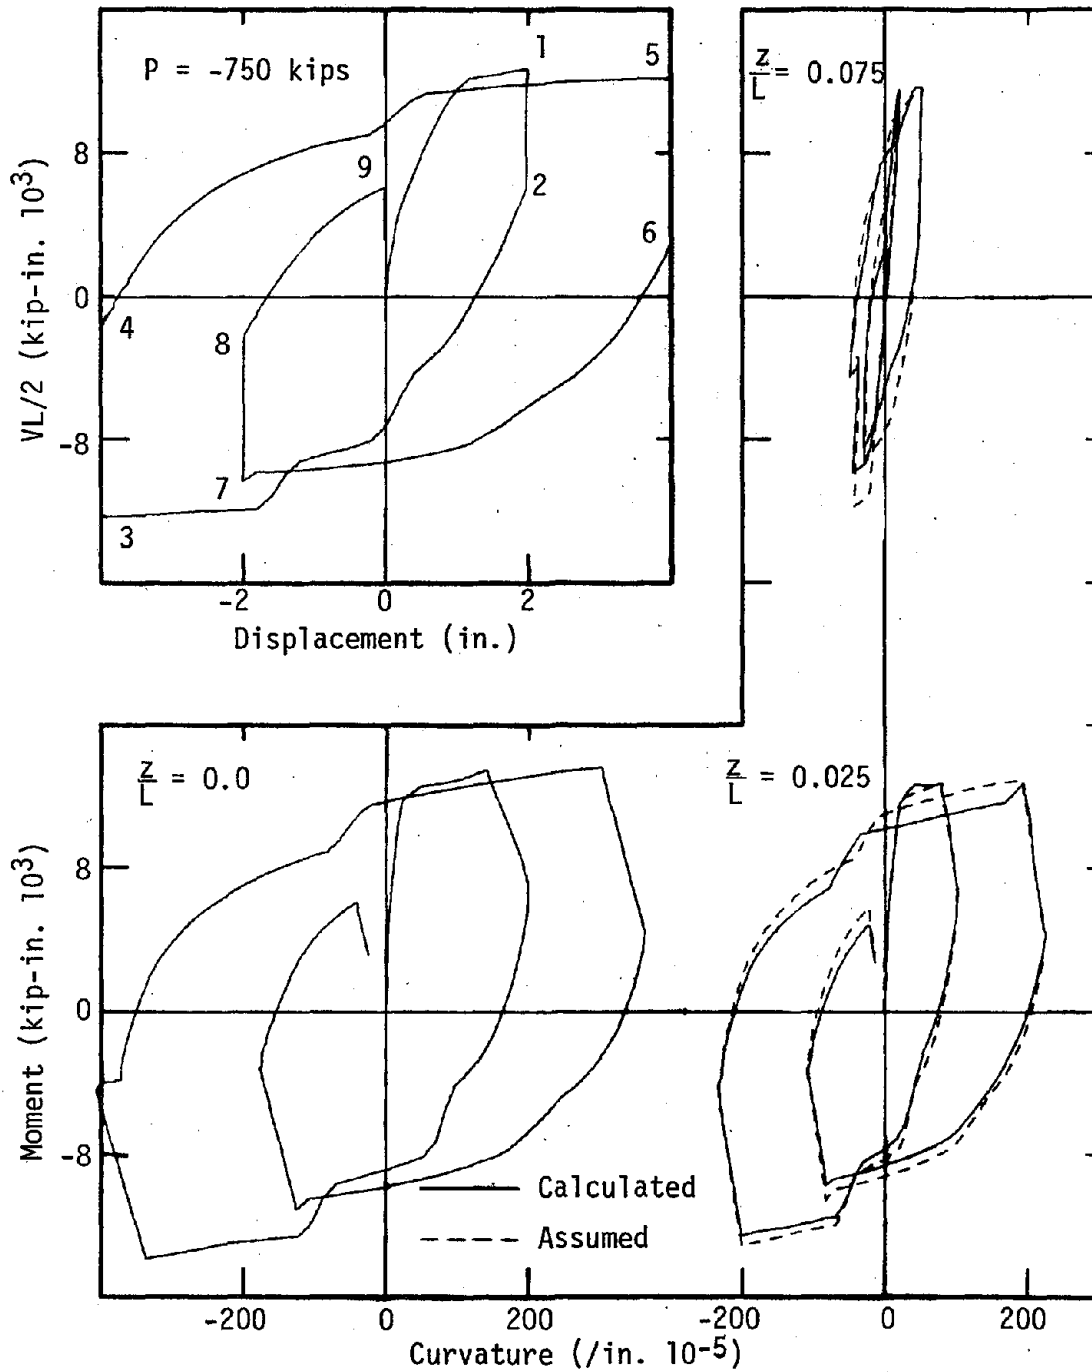 P = -750 kips
1
5
9
2
6
4
8
7
3
8
0
-8
VL/2 (kip-in. 10³)
-2
0
2
Displacement (in.)
z/L = 0.075
z/L = 0.0
z/L = 0.025
8
0
-8
Moment (kip-in. 10³)
Calculated
Assumed
-200
0
200
-200
0
200
Curvature (/in. 10⁻⁵)